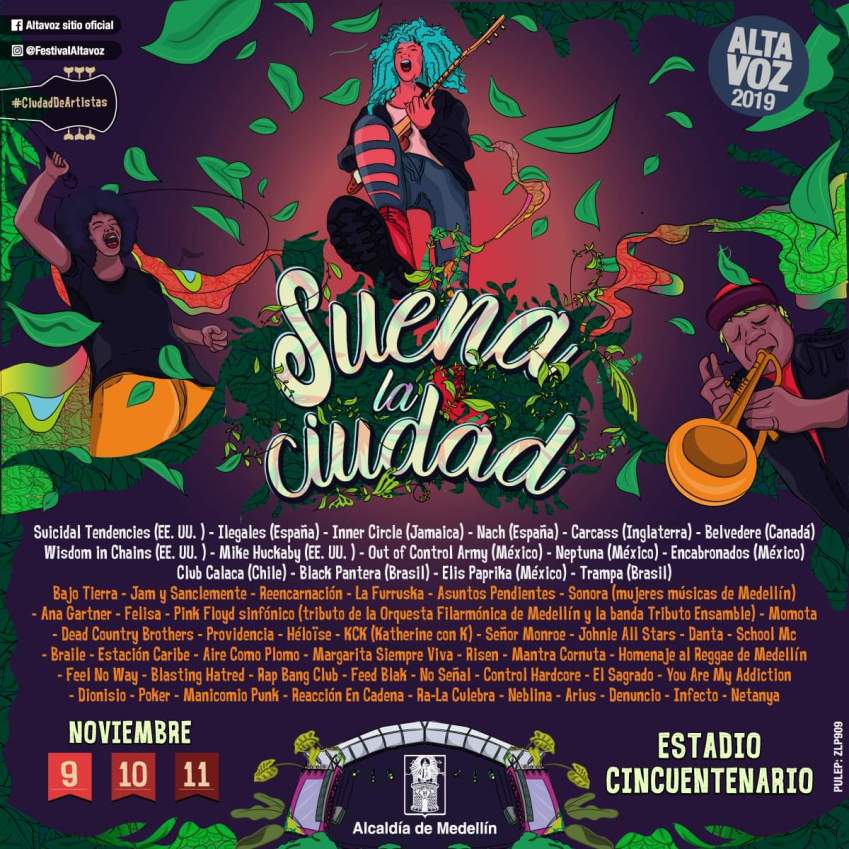 Altavoz sitio oficial
@FestivalAltavoz
#CiudadDeArtistas
ALTA
VOZ
2019
Suena
la
ciudad
Suicidal Tendencies (EE. UU. ) - Ilegales (España) - Inner Circle (Jamaica) - Nach (España) - Carcass (Inglaterra) - Belvedere (Canadá)
Wisdom in Chains (EE. UU. ) - Mike Huckaby (EE. UU. ) - Out of Control Army (México) - Neptuna (México) - Encabronados (México)
Club Calaca (Chile) - Black Pantera (Brasil) - Elis Paprika (México) - Trampa (Brasil)
Bajo Tierra - Jam y Sanclemente - Reencarnación - La Furruska - Asuntos Pendientes - Sonora (mujeres músicas de Medellín)
- Ana Gartner - Felisa - Pink Floyd sinfónico (tributo de la Orquesta Filarmónica de Medellín y la banda Tributo Ensamble) - Momota
- Dead Country Brothers - Providencia - Héloïse - KCK (Katherine con K) - Señor Monroe - Johnie All Stars - Danta - School Mc
- Braile - Estación Caribe - Aire Como Plomo - Margarita Siempre Viva - Risen - Mantra Cornuta - Homenaje al Reggae de Medellín
- Feel No Way - Blasting Hatred - Rap Bang Club - Feed Blak - No Señal - Control Hardcore - El Sagrado - You Are My Addiction
- Dionisio - Poker - Manicomio Punk - Reacción En Cadena - Ra-La Culebra - Neblina - Arius - Denuncio - Infecto - Netanya
NOVIEMBRE
9 10 11
ESTADIO
CINCUENTENARIO
Alcaldía de Medellín
PULEP: ZLP909